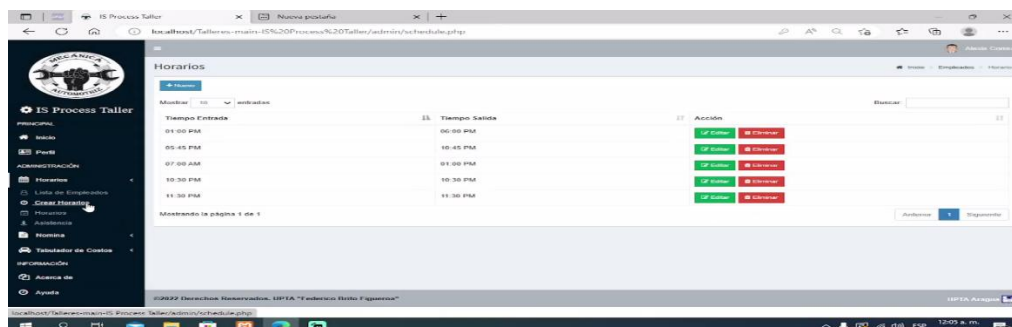 IS Process Taller
Nueva pestaña
localhost/Talleres-main-IS%20Process%20Taller/admin/schedule.php
MECÁNICA
AUTOMOTRIZ
IS Process Taller
PRINCIPAL
Inicio
Perfil
ADMINISTRACIÓN
Horarios
Lista de Empleados
Crear Horarios
Horarios
Asistencia
Nomina
Tabulador de Costos
INFORMACIÓN
Acerca de
Ayuda
Horarios
Inicio
Empleados
Horarios
+ Nuevo
Mostrar 10 entradas
Buscar:
Tiempo Entrada Tiempo Salida Acción
01:00 PM 06:00 PM Editar Eliminar
05:45 PM 10:45 PM Editar Eliminar
07:00 AM 01:00 PM Editar Eliminar
10:30 PM 10:30 PM Editar Eliminar
11:30 PM 11:30 PM Editar Eliminar
Mostrando la página 1 de 1
Anterior 1 Siguiente
©2022 Derechos Reservados. UPTA "Federico Brito Figueroa"
UPTA Aragua
localhost/Talleres-main-IS Process Taller/admin/schedule.php
ESP
12:05 a. m.